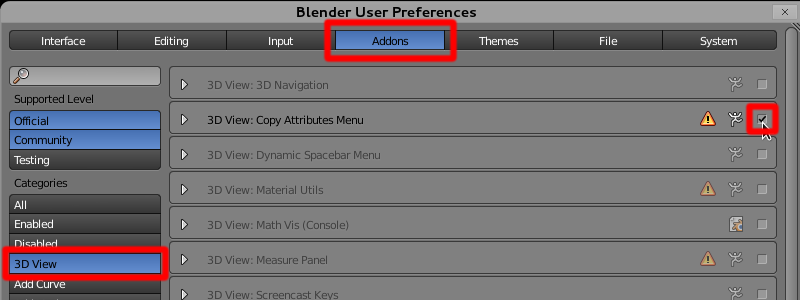 Blender User Preferences
Interface
Editing
Input
Addons
Themes
File
System
Supported Level
Official
Community
Testing
Categories
All
Enabled
Disabled
3D View
Add Curve
3D View: 3D Navigation
3D View: Copy Attributes Menu
3D View: Dynamic Spacebar Menu
3D View: Material Utils
3D View: Math Vis (Console)
3D View: Measure Panel
3D View: Screencast Keys